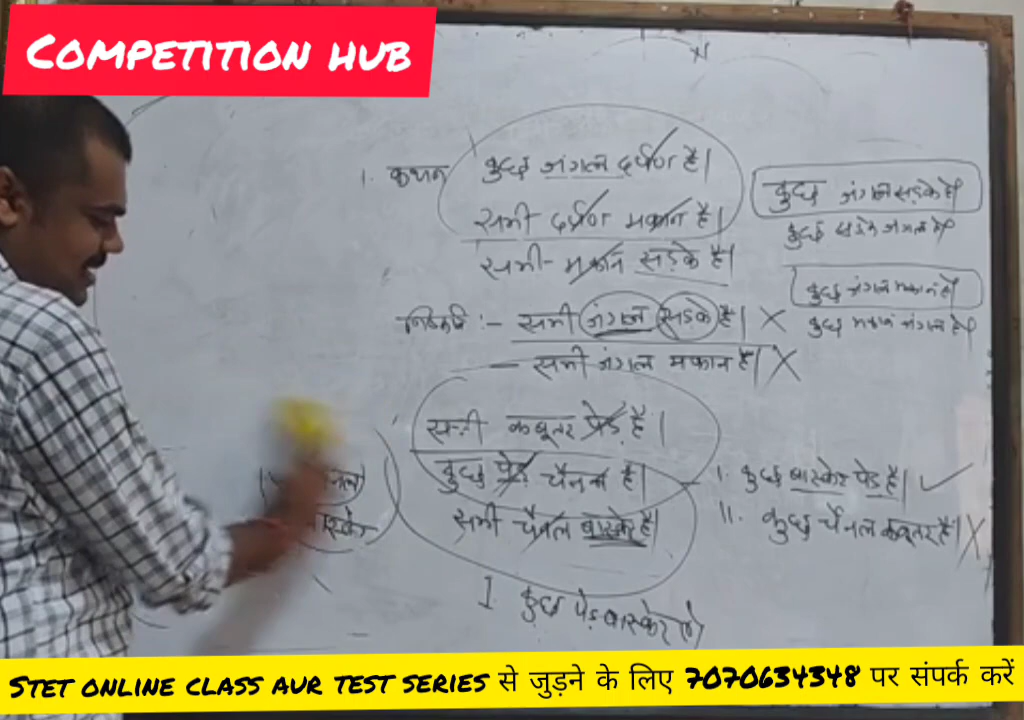 COMPETITION HUB
1. कथन कुछ जंगल दर्पण है।
सभी दर्पण मकान है।
सभी मकान सड़के है।
निष्कर्ष :- सभी जंगल सड़के है। X
— सभी जंगल मकान है। X
कुछ जंगल सड़के है।
कुछ सड़के जंगल है।
कुछ जंगल मकान है।
कुछ मकान जंगल है।
सभी कबूतर पेड़ है।
कुछ पेड़ चैनल है।
सभी चैनल बास्केट है।
I. कुछ बास्केट पेड़ है। ✓
II. कुछ चैनल कबूतर है। X
I कुछ पेड़ बास्केट है।
STET ONLINE CLASS AUR TEST SERIES से जुड़ने के लिए 7070634348 पर संपर्क करें